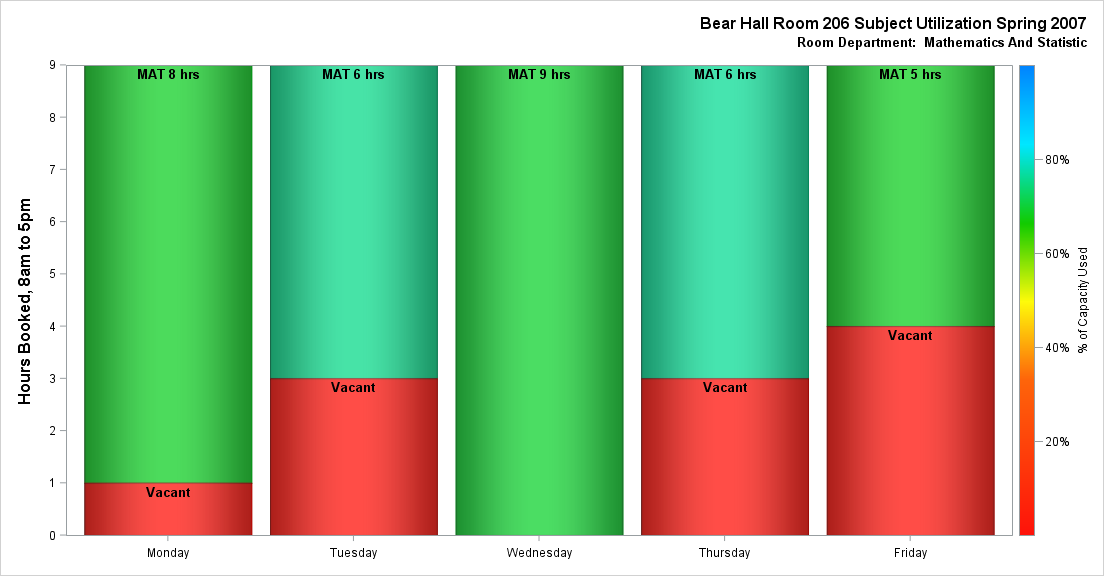 Bear Hall Room 206 Subject Utilization Spring 2007
Room Department:  Mathematics And Statistic
Hours Booked, 8am to 5pm
9
8
7
6
5
4
3
2
1
0
MAT 8 hrs
MAT 6 hrs
MAT 9 hrs
MAT 6 hrs
MAT 5 hrs
Vacant
Vacant
Vacant
Vacant
Monday
Tuesday
Wednesday
Thursday
Friday
80%
60%
40%
20%
% of Capacity Used